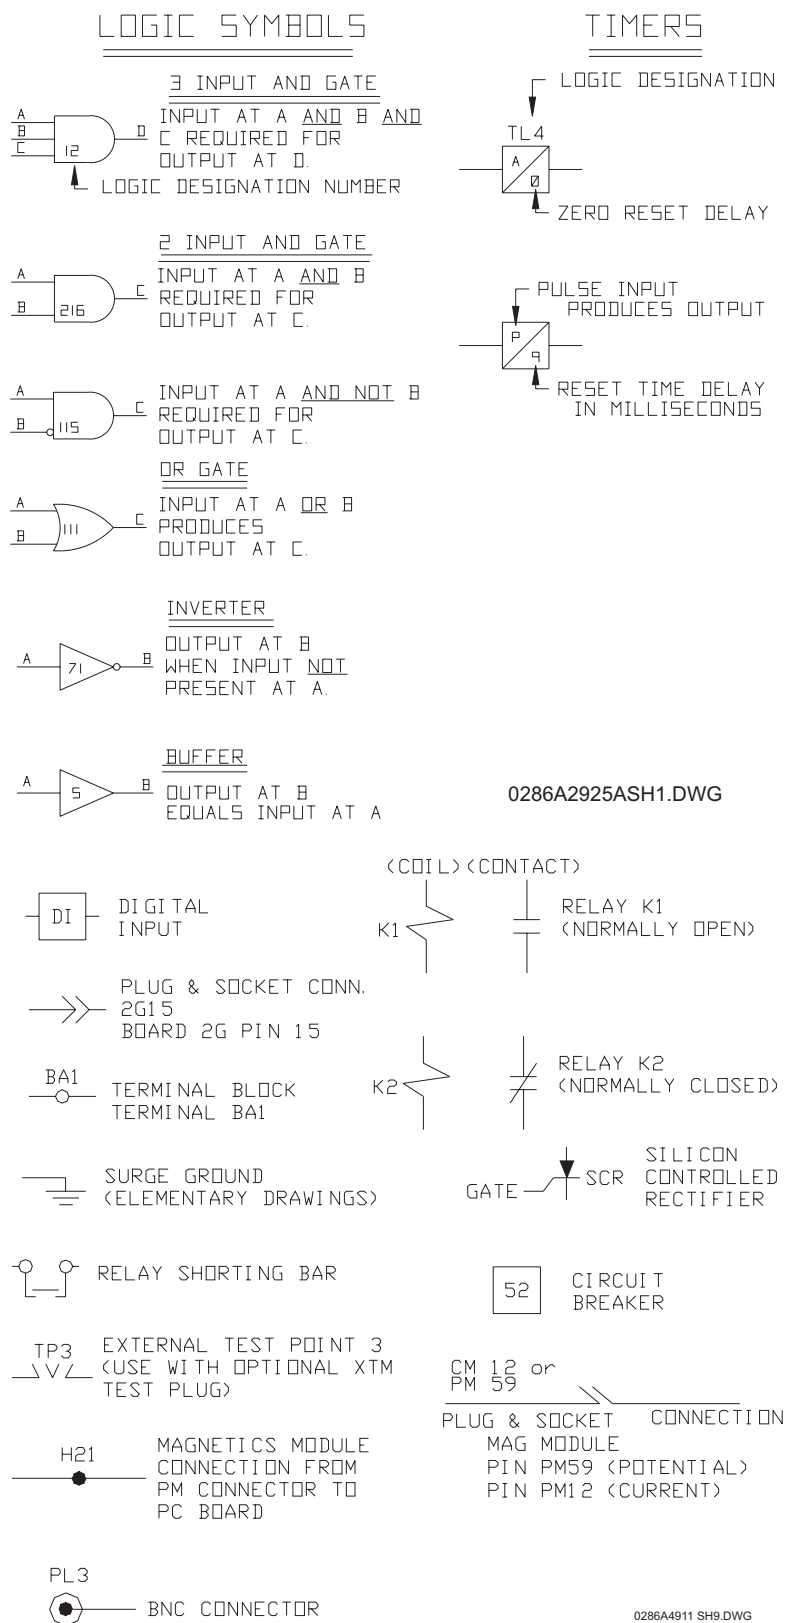 LOGIC SYMBOLS
3 INPUT AND GATE
A
B
C
12
D
INPUT AT A AND B AND
C REQUIRED FOR
OUTPUT AT D.
LOGIC DESIGNATION NUMBER
2 INPUT AND GATE
A
B
216
C
INPUT AT A AND B
REQUIRED FOR
OUTPUT AT C.
A
B
115
C
INPUT AT A AND NOT B
REQUIRED FOR
OUTPUT AT C.
OR GATE
A
B
111
C
INPUT AT A OR B
PRODUCES
OUTPUT AT C.
INVERTER
A
71
B
OUTPUT AT B
WHEN INPUT NOT
PRESENT AT A.
BUFFER
A
5
B
OUTPUT AT B
EQUALS INPUT AT A
TIMERS
LOGIC DESIGNATION
TL4
A
0
ZERO RESET DELAY
PULSE INPUT
PRODUCES OUTPUT
P
9
RESET TIME DELAY
IN MILLISECONDS
0286A2925ASH1.DWG
DI
DIGITAL
INPUT
PLUG & SOCKET CONN.
2G15
BOARD 2G PIN 15
BA1
TERMINAL BLOCK
TERMINAL BA1
SURGE GROUND
(ELEMENTARY DRAWINGS)
RELAY SHORTING BAR
TP3
EXTERNAL TEST POINT 3
(USE WITH OPTIONAL XTM
TEST PLUG)
H21
MAGNETICS MODULE
CONNECTION FROM
PM CONNECTOR TO
PC BOARD
PL3
BNC CONNECTOR
(COIL) (CONTACT)
K1
RELAY K1
(NORMALLY OPEN)
K2
RELAY K2
(NORMALLY CLOSED)
GATE
SCR
SILICON
CONTROLLED
RECTIFIER
52
CIRCUIT
BREAKER
CM 12 or
PM 59
PLUG & SOCKET CONNECTION
MAG MODULE
PIN PM59 (POTENTIAL)
PIN PM12 (CURRENT)
0286A4911 SH9.DWG